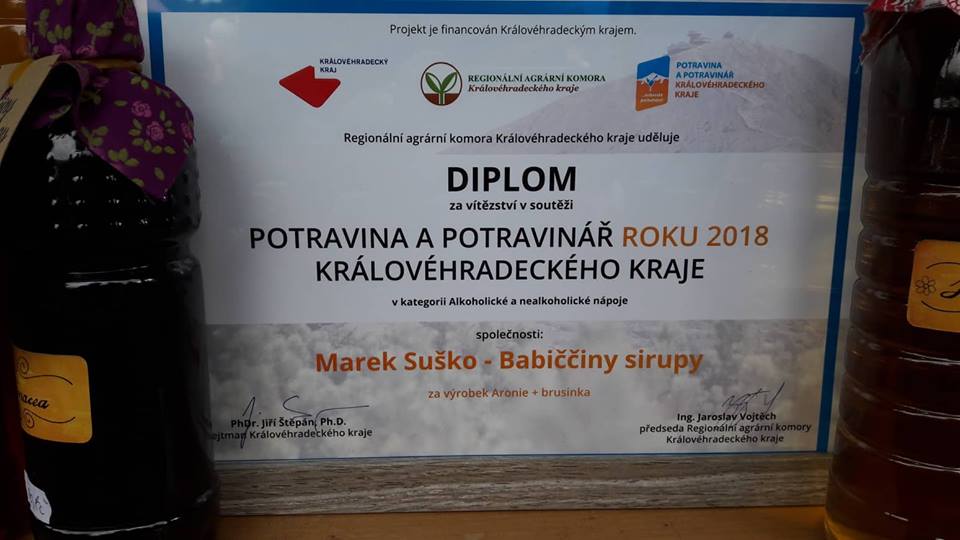 Projekt je financován Královéhradeckým krajem.
KRÁLOVÉHRADECKÝ
KRAJ
REGIONÁLNÍ AGRÁRNÍ KOMORA
Královéhradeckého kraje
POTRAVINA
A POTRAVINÁŘ
KRÁLOVÉHRADECKÉHO
KRAJE
Regionální agrární komora Královéhradeckého kraje uděluje
DIPLOM
za vítězství v soutěži
POTRAVINA A POTRAVINÁŘ ROKU 2018
KRÁLOVÉHRADECKÉHO KRAJE
v kategorii Alkoholické a nealkoholické nápoje
společnosti:
Marek Suško - Babiččiny sirupy
za výrobek Aronie + brusinka
PhDr. Jiří Štěpán, Ph.D.
ejtman Královéhradeckého kraje
Ing. Jaroslav Vojtěch
předseda Regionální agrární komory
Královéhradeckého kraje
acea